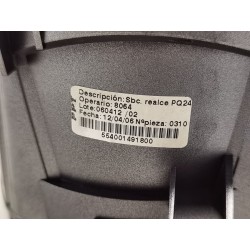 Descripción: Sbc. realce PQ24
Operario: 8064
Lote: 060412 /02
Fecha: 12/04/06 Nºpieza: 0310
554001491800